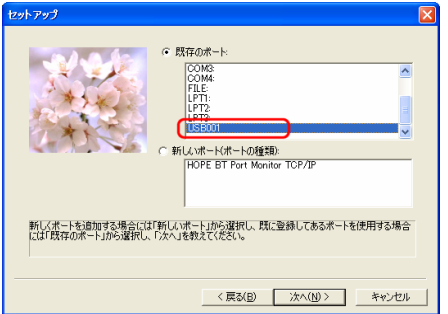 セットアップ
既存のポート:
COM3:
COM4:
FILE:
LPT1:
LPT2:
LPT3:
USB001
新しいポート(ポートの種類):
HOPE BT Port Monitor TCP/IP
新しくポートを追加する場合には「新しいポート」から選択し、既に登録してあるポートを使用する場合
には「既存のポート」から選択し、「次へ」を教えてください。
< 戻る(B)
次へ(N) >
キャンセル